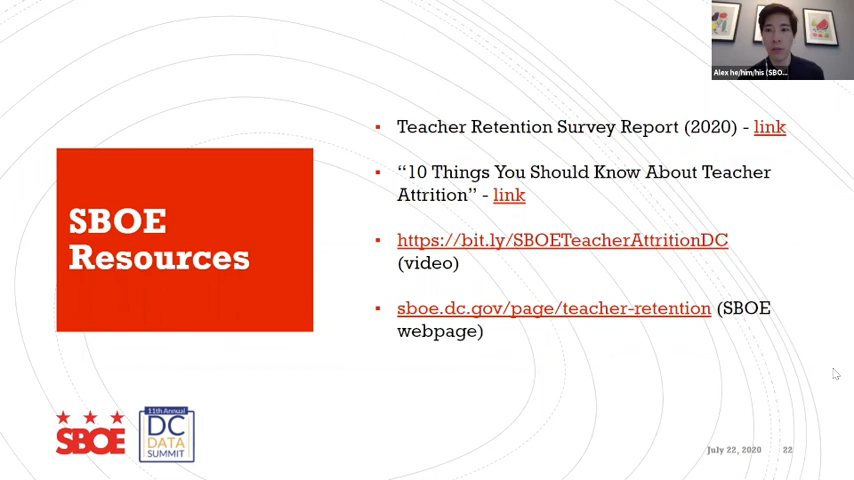 Alex he/him/his (SBO...
Teacher Retention Survey Report (2020) - link
“10 Things You Should Know About Teacher
Attrition” - link
SBOE
Resources
https://bit.ly/SBOETeacherAttritionDC
(video)
sboe.dc.gov/page/teacher-retention (SBOE
webpage)
SBOE
11th Annual
DC
DATA
SUMMIT
July 22, 2020 22